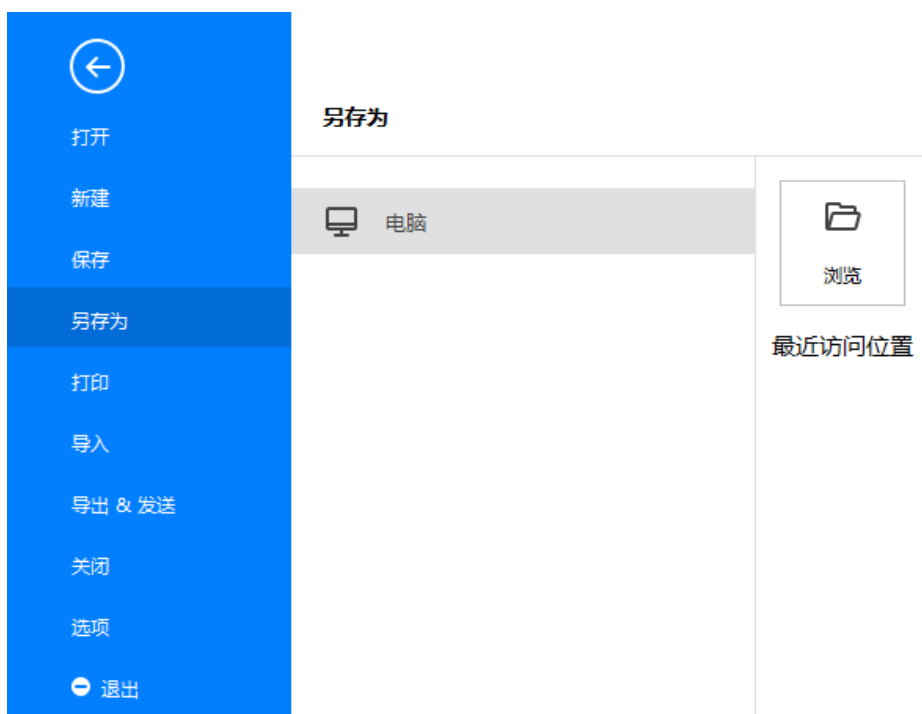 打开
新建
保存
另存为
打印
导入
导出 & 发送
关闭
选项
退出
另存为
电脑
浏览
最近访问位置